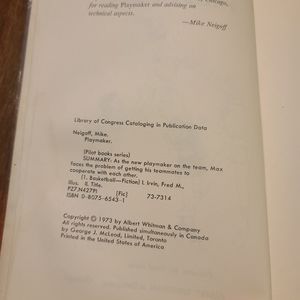 Chicago,
for reading Playmaker and advising on
technical aspects.
—Mike Neigoff
Library of Congress Cataloging in Publication Data
Neigoff, Mike.
Playmaker.
(Pilot books series)
SUMMARY: As the new playmaker on the team, Max
faces the problem of getting his teammates to
cooperate with each other.
[1. Basketball—Fiction] I. Irvin, Fred M.,
illus. II. Title.
PZ7.N427Pl [Fic] 73-7314
ISBN 0-8075-6543-1
Copyright © 1973 by Albert Whitman & Company
All rights reserved. Published simultaneously in Canada
by George J. McLeod, Limited, Toronto
Printed in the United States of America